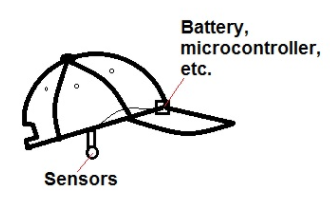 Battery,
microcontroller,
etc.
Sensors